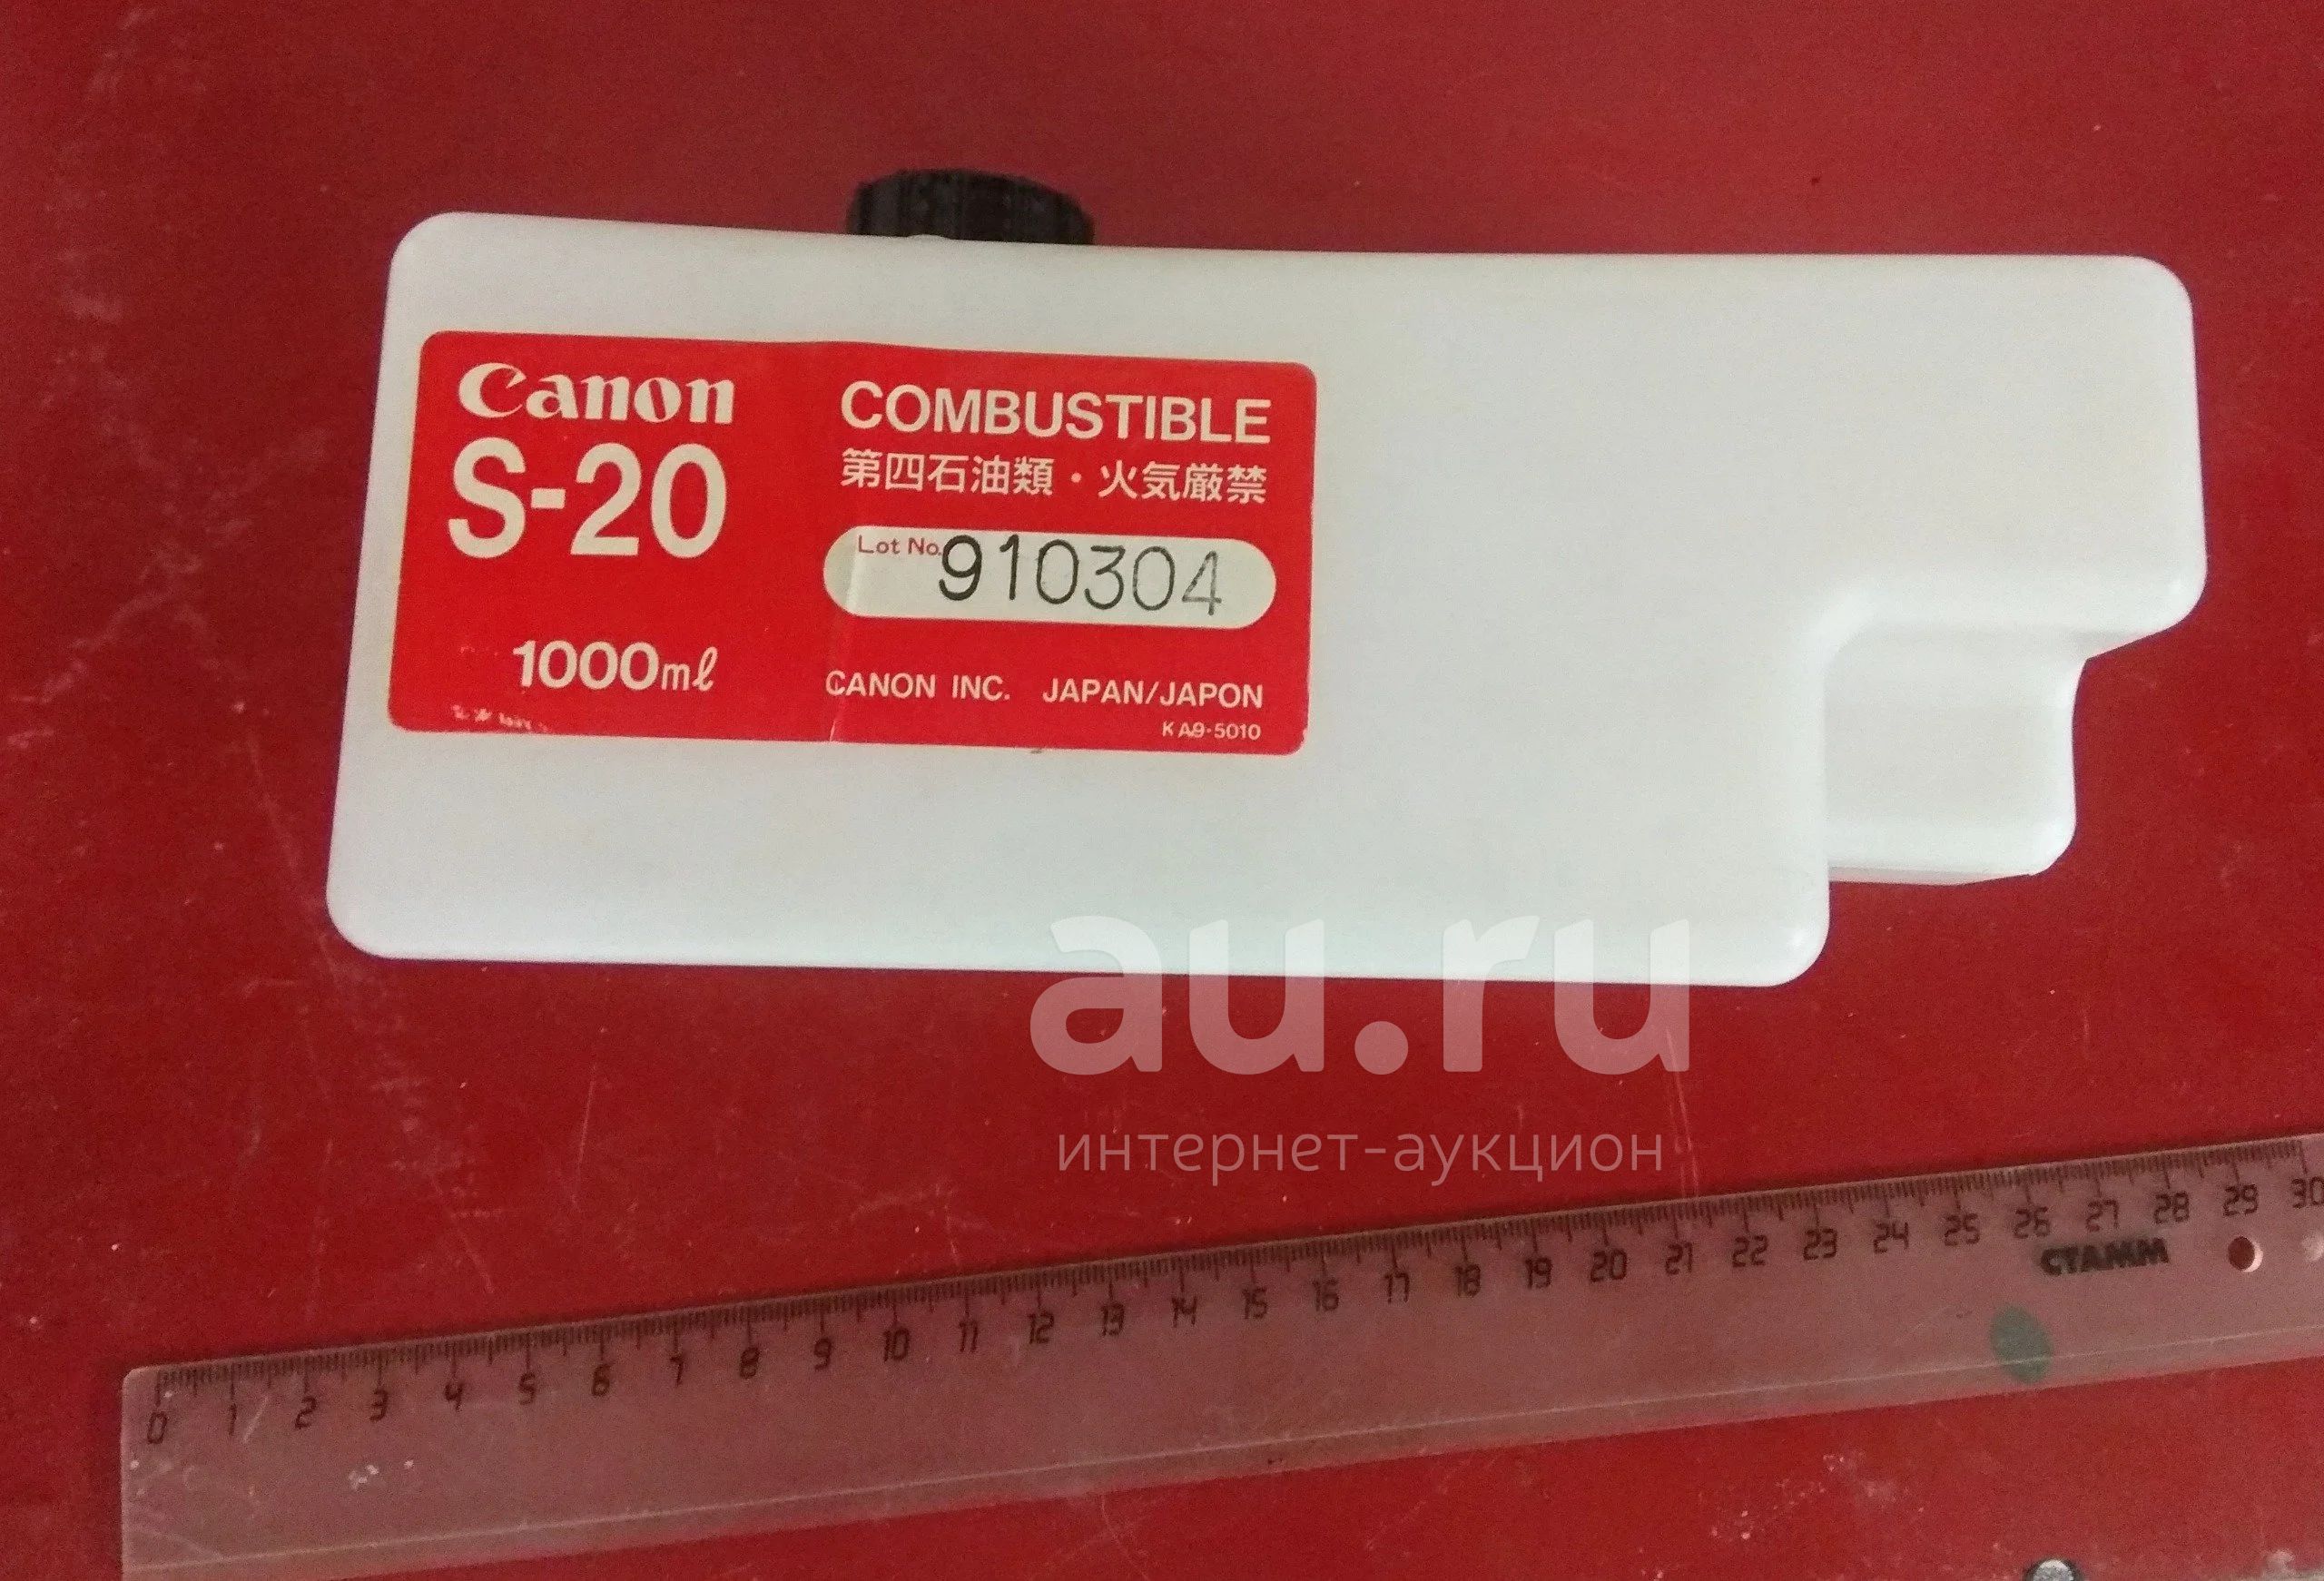 Canon
S-20
1000mℓ
COMBUSTIBLE
第四石油類・火気厳禁
Lot No. 910304
CANON INC. JAPAN/JAPON
KA9-5010
au.ru
интернет-аукцион
0 1 2 3 4 5 6 7 8 9 10 11 12 13 14 15 16 17 18 19 20 21 22 23 24 25 26 27 28 29 30
СТАММ